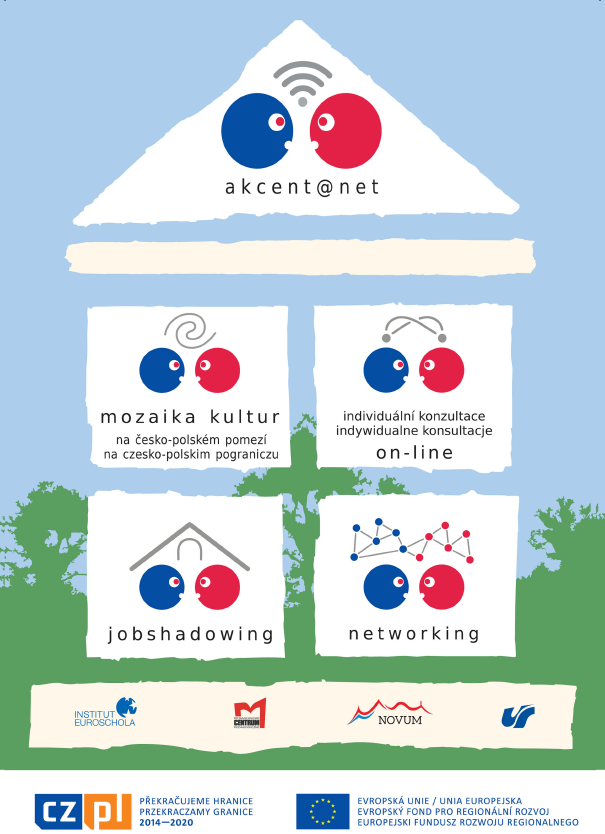 akcent@net
mozaika kultur
na česko-polském pomezí
na czesko-polskim pograniczu
individuální konzultace
indywidualne konsultacje
on-line
jobshadowing
networking
INSTITUT
EUROSCHOLA
CENTRUM
NOVUM
cz pl
PŘEKRAČUJEME HRANICE
PRZEKRACZAMY GRANICE
2014—2020
EVROPSKÁ UNIE / UNIA EUROPEJSKA
EVROPSKÝ FOND PRO REGIONÁLNÍ ROZVOJ
EUROPEJSKI FUNDUSZ ROZWOJU REGIONALNEGO